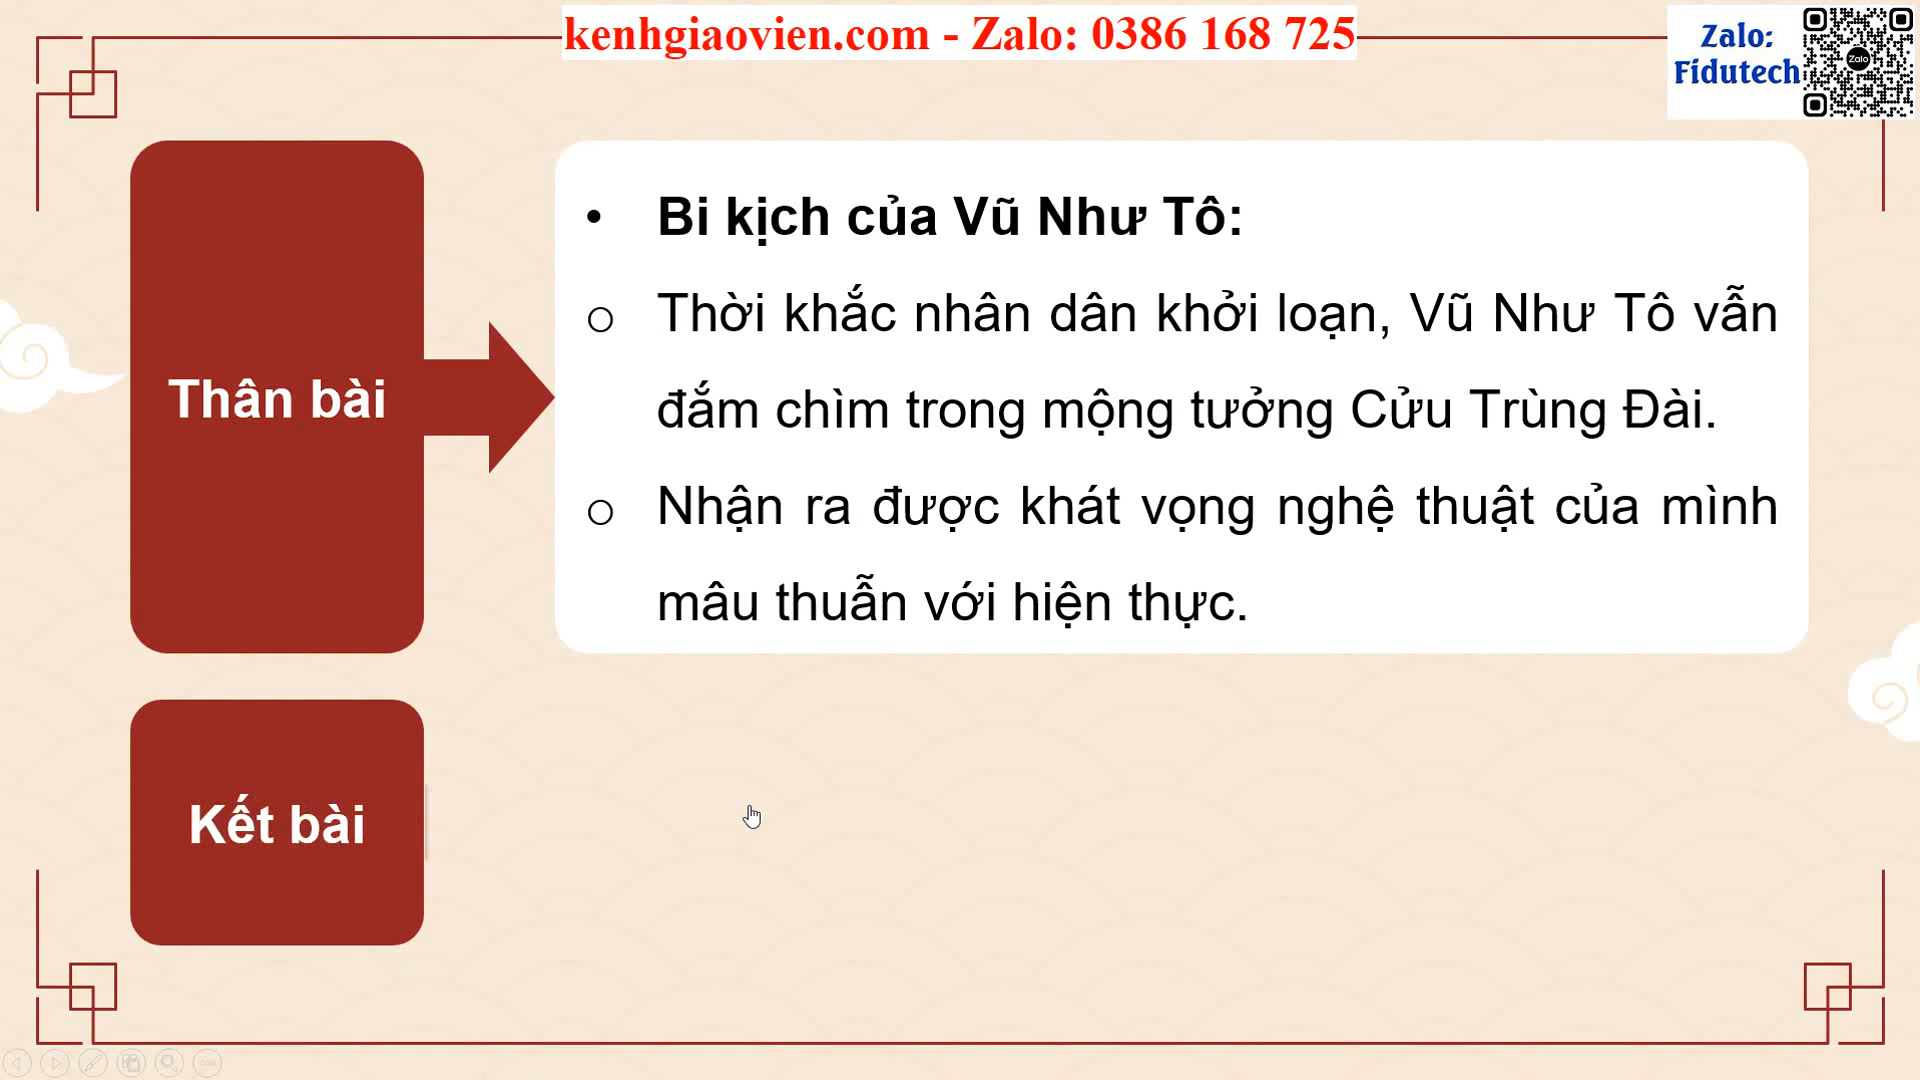 kenhgiaovien.com - Zalo: 0386 168 725
Zalo:
Fidutech
Zalo
Thân bài
• Bi kịch của Vũ Như Tô:
o Thời khắc nhân dân khởi loạn, Vũ Như Tô vẫn
đắm chìm trong mộng tưởng Cửu Trùng Đài.
o Nhận ra được khát vọng nghệ thuật của mình
mâu thuẫn với hiện thực.
Kết bài